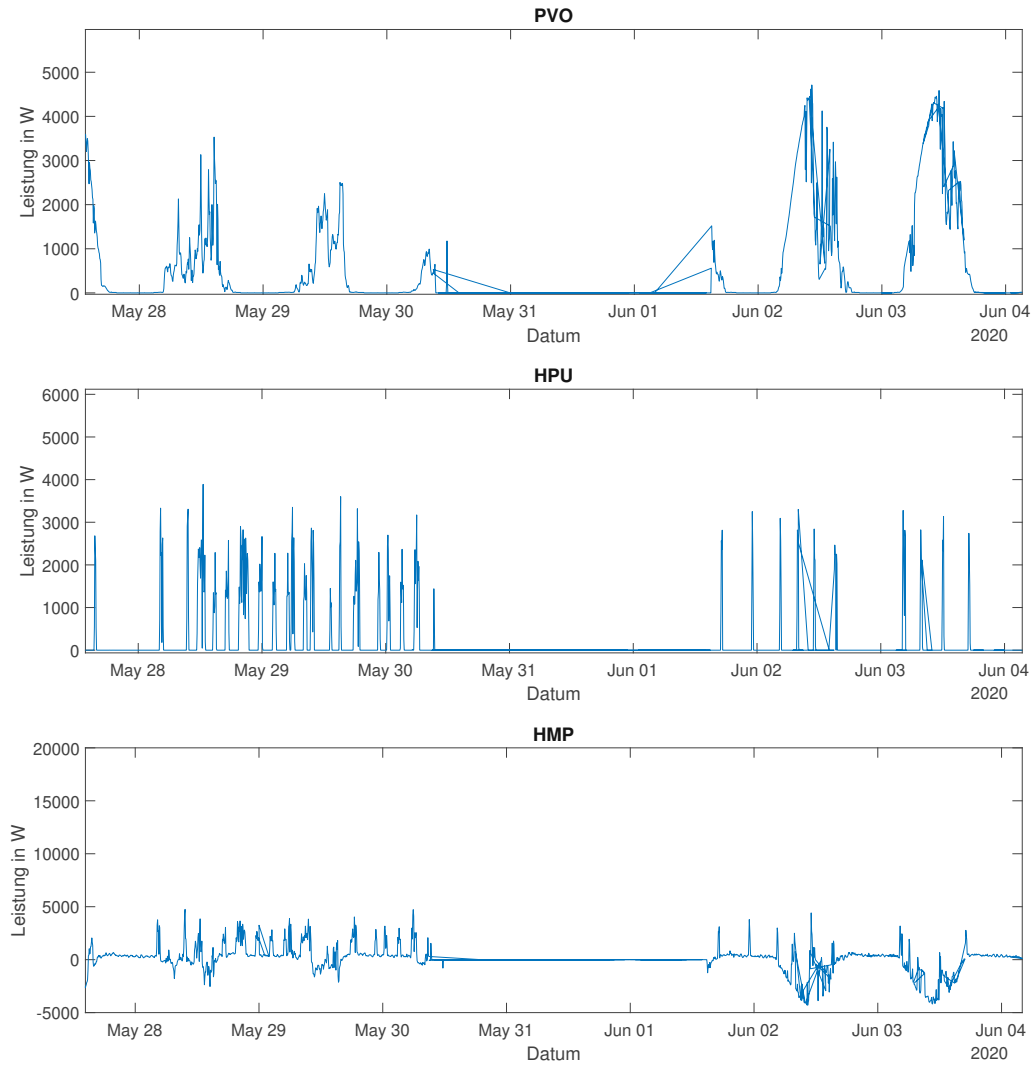 PVO
5000
4000
3000
2000
1000
0
Leistung in W
May 28 May 29 May 30 May 31 Jun 01 Jun 02 Jun 03 Jun 04
Datum 2020
HPU
6000
5000
4000
3000
2000
1000
0
Leistung in W
May 28 May 29 May 30 May 31 Jun 01 Jun 02 Jun 03 Jun 04
Datum 2020
HMP
20000
15000
10000
5000
0
-5000
Leistung in W
May 28 May 29 May 30 May 31 Jun 01 Jun 02 Jun 03 Jun 04
Datum 2020